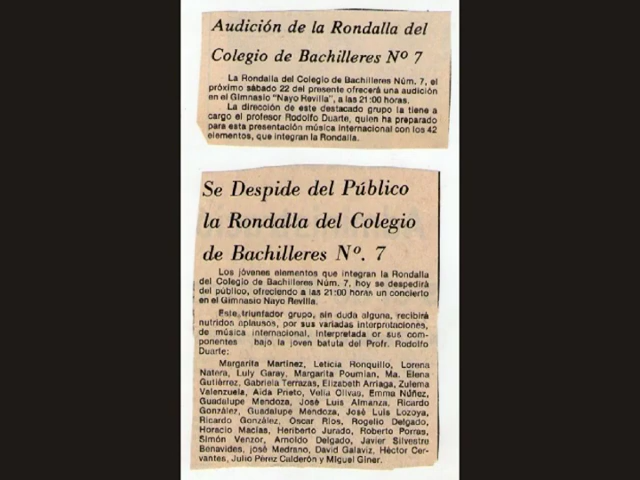 Audición de la Rondalla del
Colegio de Bachilleres Nº 7
La Rondalla del Colegio de Bachilleres Núm. 7, el
próximo sábado 22 del presente ofrecerá una audición
en el Gimnasio "Nayo Revilla", a las 21:00 horas.
La dirección de este destacado grupo la tiene a
cargo el profesor Rodolfo Duarte, quien ha preparado
para esta presentación música internacional con los 42
elementos, que integran la Rondalla.
Se Despide del Público
la Rondalla del Colegio
de Bachilleres Nº. 7
Los jóvenes elementos que integran la Rondalla
del Colegio de Bachilleres Núm. 7, hoy se despedirá
del público, ofreciendo a las 21:00 horas un concierto
en el Gimnasio Nayo Revilla.
Este triunfador grupo, sin duda alguna, recibirá
nutridos aplausos, por sus variadas interprotaciones,
de música internacional, interpretada or sus com-
ponentes bajo la joven batuta del Profr. Rodolfo
Duarte:
Margarita Martínez, Leticia Ronquillo, Lorena
Natera, Luly Garay, Margarita Poumian, Ma. Elena
Gutiérrez, Gabriela Terrazas, Elizabeth Arriaga, Zulema
Valenzuela, Aida Prieto, Velia Olivas, Emma Núñez,
Guadalupe Mendoza, José Luis Almanza, Ricardo
González, Guadalupe Mendoza, José Luis Lozoya,
Ricardo González, Oscar Ríos, Rogelio Delgado,
Horacio Macías, Heriberto Jurado, Roberto Porras,
Simón Venzor, Arnoldo Delgado, Javier Silvestre
Benavides, josé Medrano, David Galaviz, Héctor Cer-
vantes, Julio Pérez Calderón y Miguel Giner.